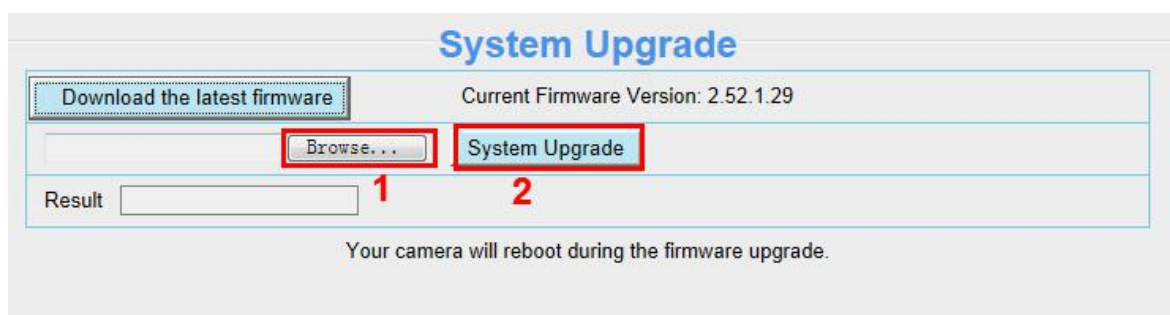 System Upgrade
Download the latest firmware Current Firmware Version: 2.52.1.29
Browse... System Upgrade
1 2
Result
Your camera will reboot during the firmware upgrade.